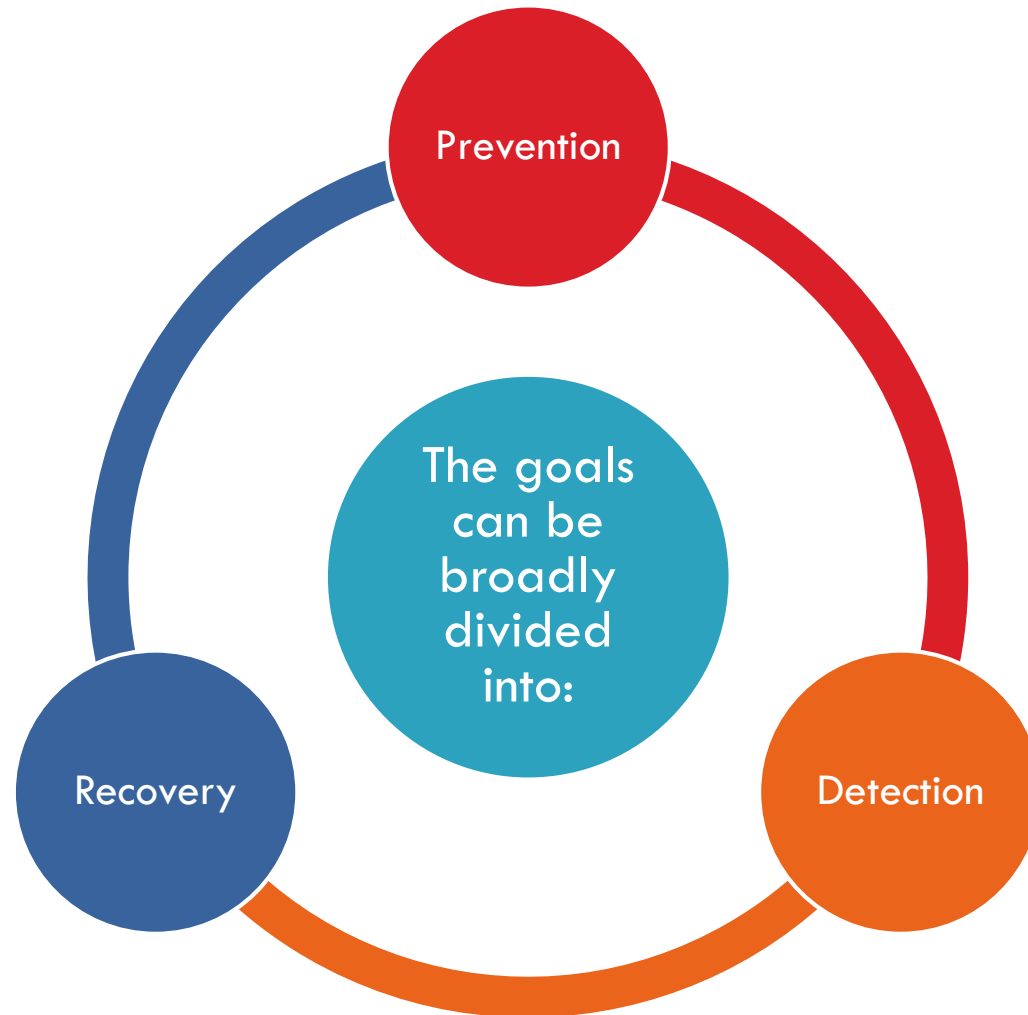 Prevention
The goals
can be
broadly
divided
into:
Recovery
Detection